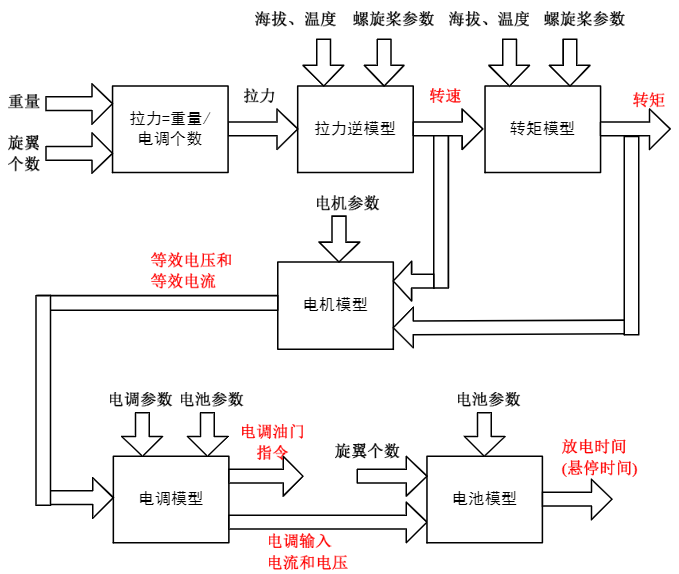 海拔、温度
螺旋桨参数
海拔、温度
螺旋桨参数
重量
旋翼
个数
拉力=重量/
电调个数
拉力
拉力逆模型
转速
转矩模型
转矩
电机参数
等效电压和
等效电流
电机模型
电调参数
电池参数
电调油门
指令
旋翼个数
电池参数
电调模型
电池模型
放电时间
(悬停时间)
电调输入
电流和电压